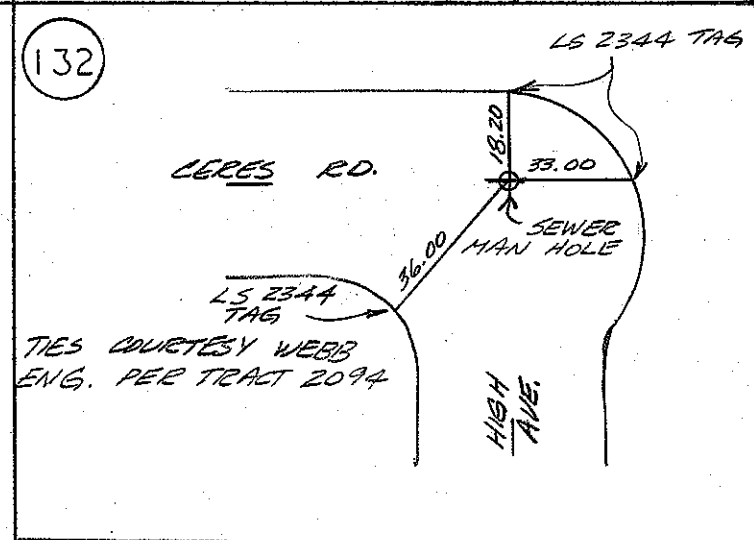 132
LS 2344 TAG
18.20
CERES RD.
33.00
SEWER
MAN HOLE
36.00
LS 2344
TAG
TIES COURTESY WEBB
ENG. PER TRACT 2094
HIGH
AVE.